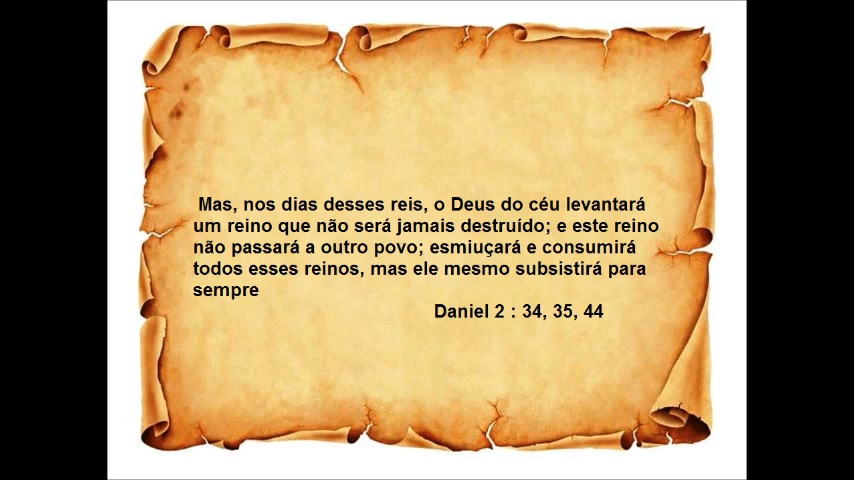 Mas, nos dias desses reis, o Deus do céu levantará
um reino que não será jamais destruído; e este reino
não passará a outro povo; esmiuçará e consumirá
todos esses reinos, mas ele mesmo subsistirá para
sempre
Daniel 2 : 34, 35, 44